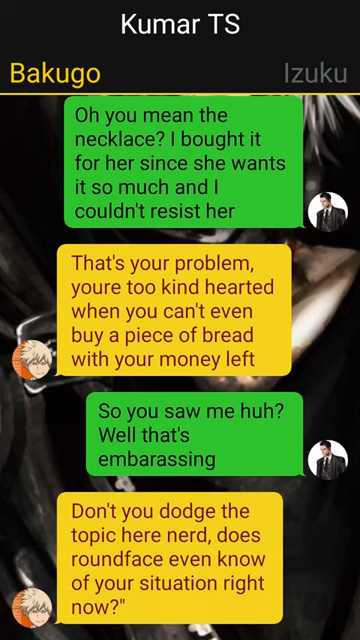 Kumar TS
Bakugo
Izuku
Oh you mean the
necklace? I bought it
for her since she wants
it so much and I
couldn't resist her
That's your problem,
youre too kind hearted
when you can't even
buy a piece of bread
with your money left
So you saw me huh?
Well that's
embarassing
Don't you dodge the
topic here nerd, does
roundface even know
of your situation right
now?"